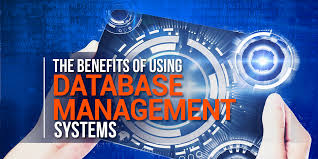 THE BENEFITS OF USING
DATABASE
MANAGEMENT
SYSTEMS